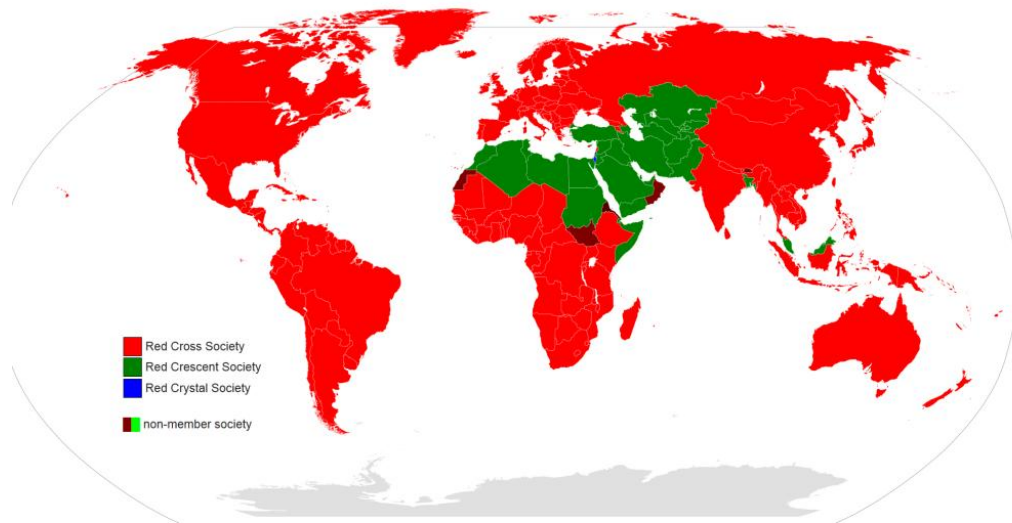 Red Cross Society
Red Crescent Society
Red Crystal Society
non-member society